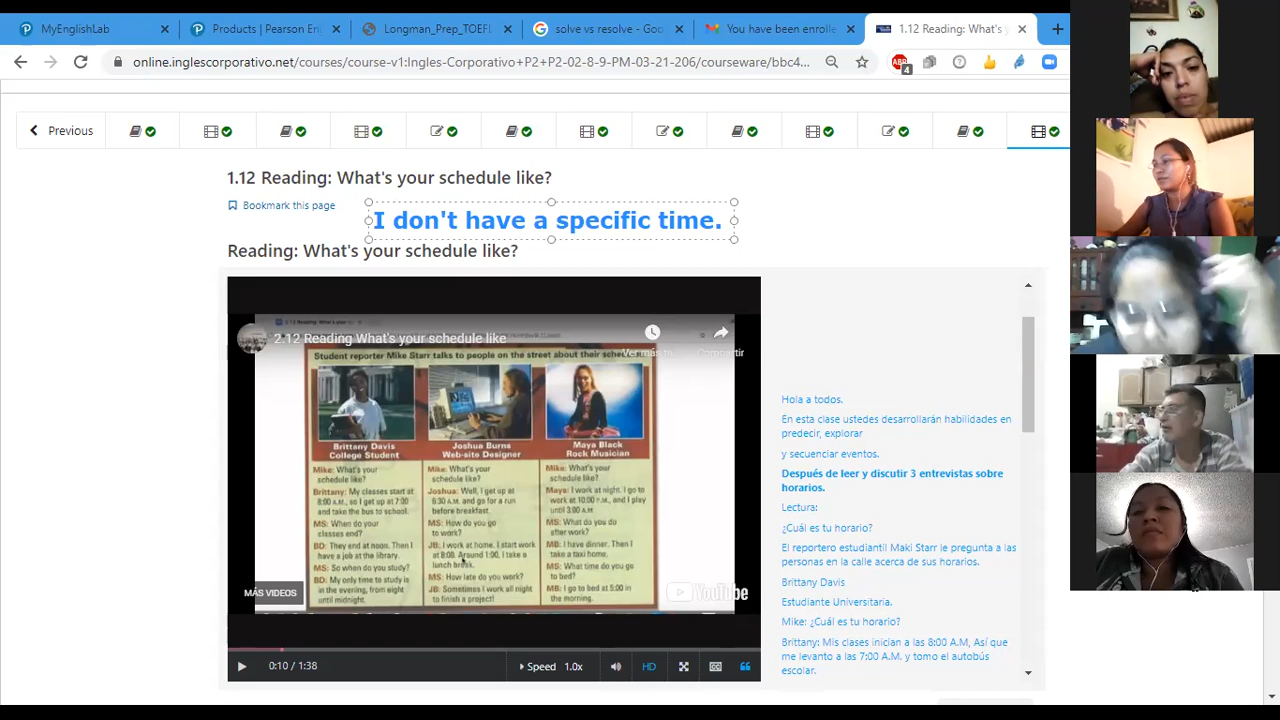 MyEnglishLab
Products | Pearson En
Longman_Prep_TOEFL
solve vs resolve - Goo
You have been enrolle
1.12 Reading: What's y
online.inglescorporativo.net/courses/course-v1:Ingles-Corporativo+P2+P2-02-8-9-PM-03-21-206/courseware/bbc4...
ABP
4
Previous
1.12 Reading: What's your schedule like?
Bookmark this page
I don't have a specific time.
Reading: What's your schedule like?
2.12 Reading What's your schedule like
Ver más ta
Compartir
Student reporter Mike Starr talks to people on the street about their sched
Brittany Davis
College Student
Joshua Burns
Web-site Designer
Maya Black
Rock Musician
Mike: What's your
schedule like?
Brittany: My classes start at
8:00 A.M., so I get up at 7:00
and take the bus to school.
MS: When do your
classes end?
BD: They end at noon. Then I
have a job at the library.
MS: So when do you study?
BD: My only time to study is
in the evening, from eight
until midnight.
Mike: What's your
schedule like?
Joshua: Well, I get up at
6:30 A.M. and go for a run
before breakfast.
MS: How do you go
to work?
JB: I work at home. I start work
at 8:00. Around 1:00, I take a
lunch break.
MS: How late do you work?
JB: Sometimes I work all night
to finish a project!
Mike: What's your
schedule like?
Maya: I work at night. I go to
work at 10:00 P.M., and I play
until 3:00 A.M.
MS: What do you do
after work?
MB: I have dinner. Then I
take a taxi home.
MS: What time do you go
to bed?
MB: I go to bed at 5:00 in
the morning.
MÁS VIDEOS
YouTube
0:10 / 1:38
Speed 1.0x
HD
Hola a todos.
En esta clase ustedes desarrollarán habilidades en
predecir, explorar
y secuenciar eventos.
Después de leer y discutir 3 entrevistas sobre
horarios.
Lectura:
¿Cuál es tu horario?
El reportero estudiantil Maki Starr le pregunta a las
personas en la calle acerca de sus horarios.
Brittany Davis
Estudiante Universitaria.
Mike: ¿Cuál es tu horario?
Brittany: Mis clases inician a las 8:00 A.M, Así que
me levanto a las 7:00 A.M. y tomo el autobús
escolar.